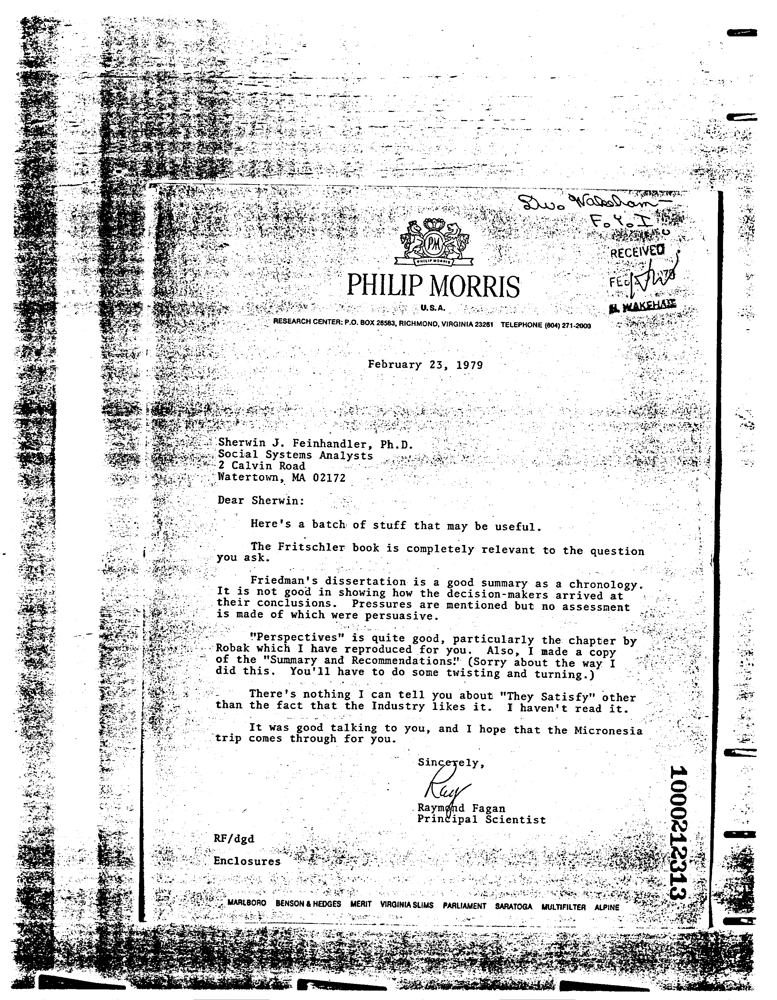 F.Y.I
RECEIVED
PM
PHILIP MORRIS
PHILIP MORRIS
U.S.A.
H. WAKEHAM
RESEARCH CENTER: P.O. BOX 26583, RICHMOND, VIRGINIA 23261 TELEPHONE (804) 271-2000
February 23, 1979
Sherwin J. Feinhandler, Ph.D.
Social Systems Analysts
2 Calvin Road
Watertown, MA 02172
Dear Sherwin:
Here's a batch of stuff that may be useful.
The Fritschler book is completely relevant to the question
you ask.
Friedman's dissertation is a good summary as a chronology.
It is not good in showing how the decision-makers arrived at
their conclusions. Pressures are mentioned but no assessment
is made of which were persuasive.
"Perspectives" is quite good, particularly the chapter by
Robak which I have reproduced for you. Also, I made a copy
of the "Summary and Recommendations." (Sorry about the way I
did this. You'll have to do some twisting and turning.)
There's nothing I can tell you about "They Satisfy" other
than the fact that the Industry likes it. I haven't read it.
It was good talking to you, and I hope that the Micronesia
trip comes through for you.
Sincerely,
Ray
Raymond Fagan
Principal Scientist
RF/dgd
Enclosures
1000212313
MARLBORO BENSON & HEDGES MERIT VIRGINIA SLIMS PARLIAMENT SARATOGA MULTIFILTER ALPINE